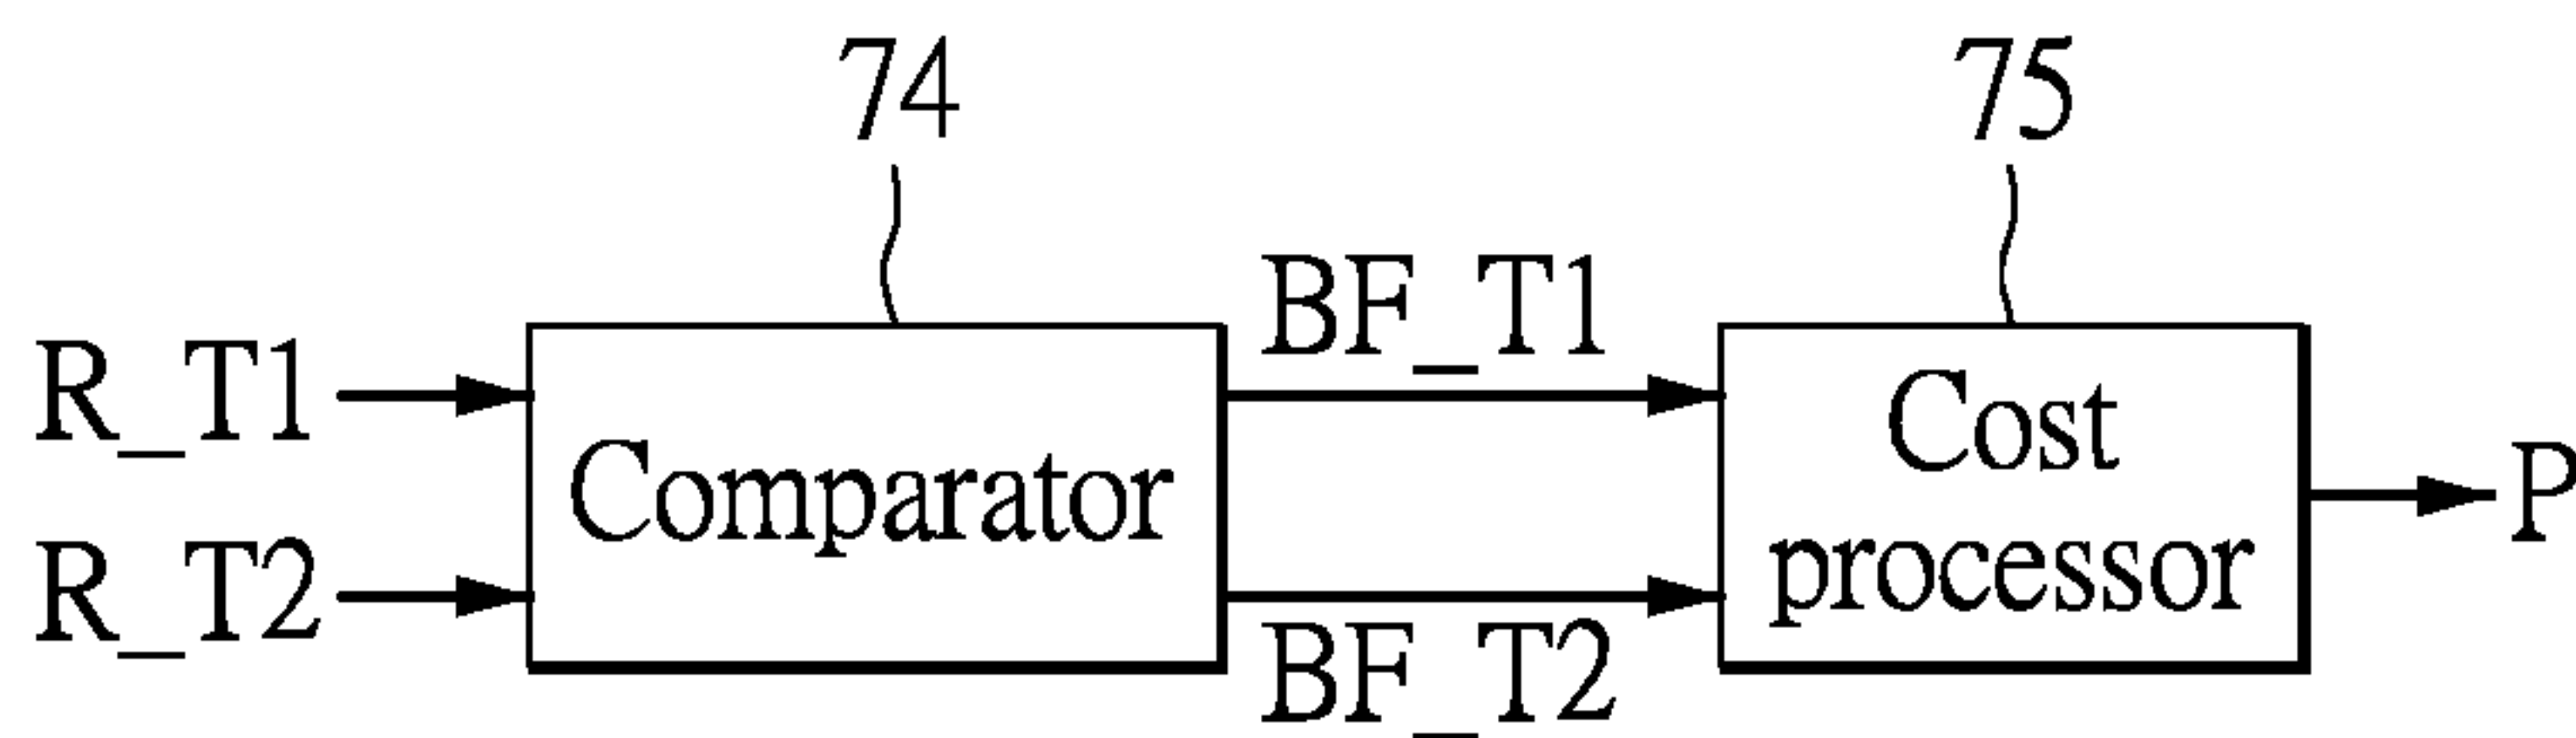 74
75
R_T1
R_T2
Comparator
BF_T1
BF_T2
Cost
processor
P